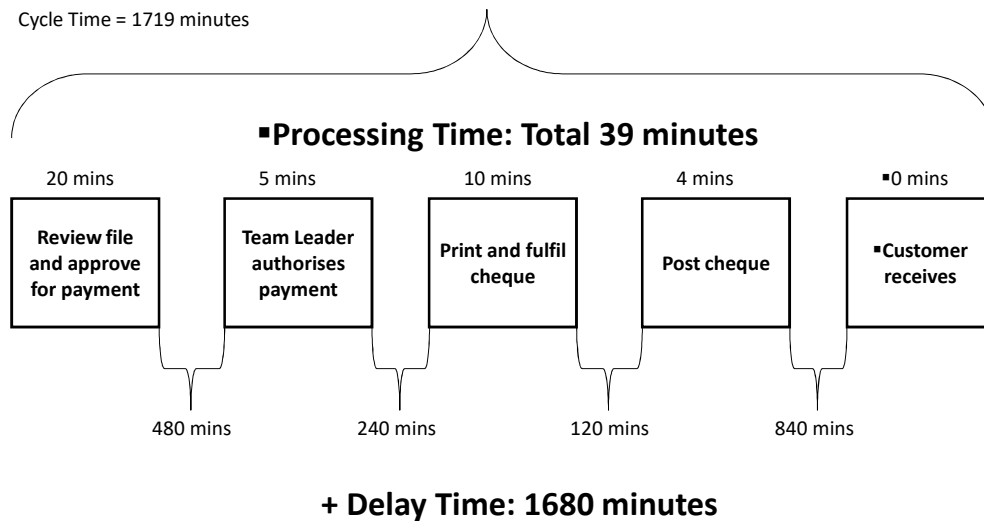 Cycle Time = 1719 minutes
▪Processing Time: Total 39 minutes
20 mins
5 mins
10 mins
4 mins
▪0 mins
Review file
and approve
for payment
Team Leader
authorises
payment
Print and fulfil
cheque
Post cheque
▪Customer
receives
480 mins
240 mins
120 mins
840 mins
+ Delay Time: 1680 minutes